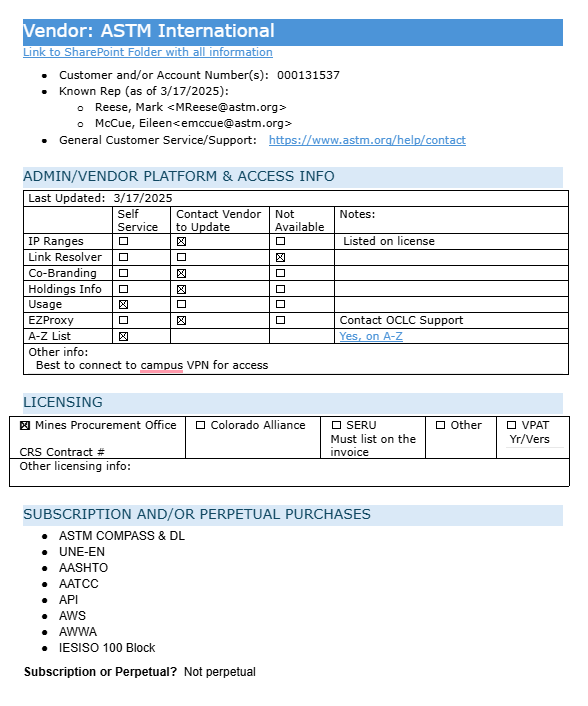 Vendor: ASTM International
Link to SharePoint Folder with all information
● Customer and/or Account Number(s): 000131537
● Known Rep (as of 3/17/2025):
○ Reese, Mark <MReese@astm.org>
○ McCue, Eileen<emccue@astm.org>
● General Customer Service/Support: https://www.astm.org/help/contact
ADMIN/VENDOR PLATFORM & ACCESS INFO
Last Updated: 3/17/2025
Self Service Contact Vendor to Update Not Available Notes:
IP Ranges ☐ ☒ ☐ Listed on license
Link Resolver ☐ ☐ ☒
Co-Branding ☐ ☒ ☐
Holdings Info ☐ ☒ ☐
Usage ☒ ☐ ☐
EZProxy ☐ ☒ ☐ Contact OCLC Support
A-Z List ☒ Yes, on A-Z
Other info:
Best to connect to campus VPN for access
LICENSING
☒ Mines Procurement Office ☐ Colorado Alliance ☐ SERU ☐ Other ☐ VPAT
Must list on the Yr/Vers
CRS Contract # invoice
Other licensing info:
SUBSCRIPTION AND/OR PERPETUAL PURCHASES
● ASTM COMPASS & DL
● UNE-EN
● AASHTO
● AATCC
● API
● AWS
● AWWA
● IESISO 100 Block
Subscription or Perpetual? Not perpetual